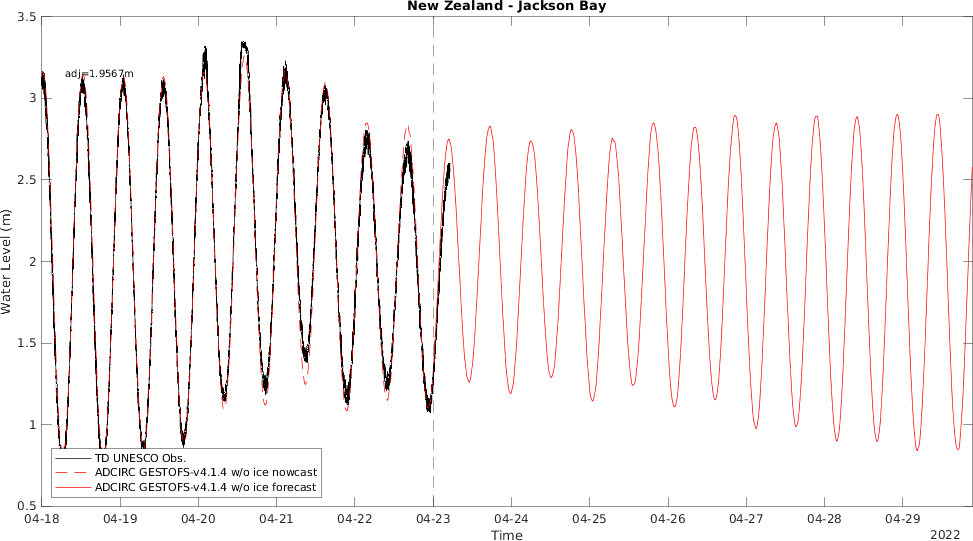 New Zealand - Jackson Bay
3.5
3
2.5
2
1.5
1
0.5
Water Level (m)
adj=1.9567m
TD UNESCO Obs.
ADCIRC GESTOFS-v4.1.4 w/o ice nowcast
ADCIRC GESTOFS-v4.1.4 w/o ice forecast
04-18 04-19 04-20 04-21 04-22 04-23 04-24 04-25 04-26 04-27 04-28 04-29
Time
2022